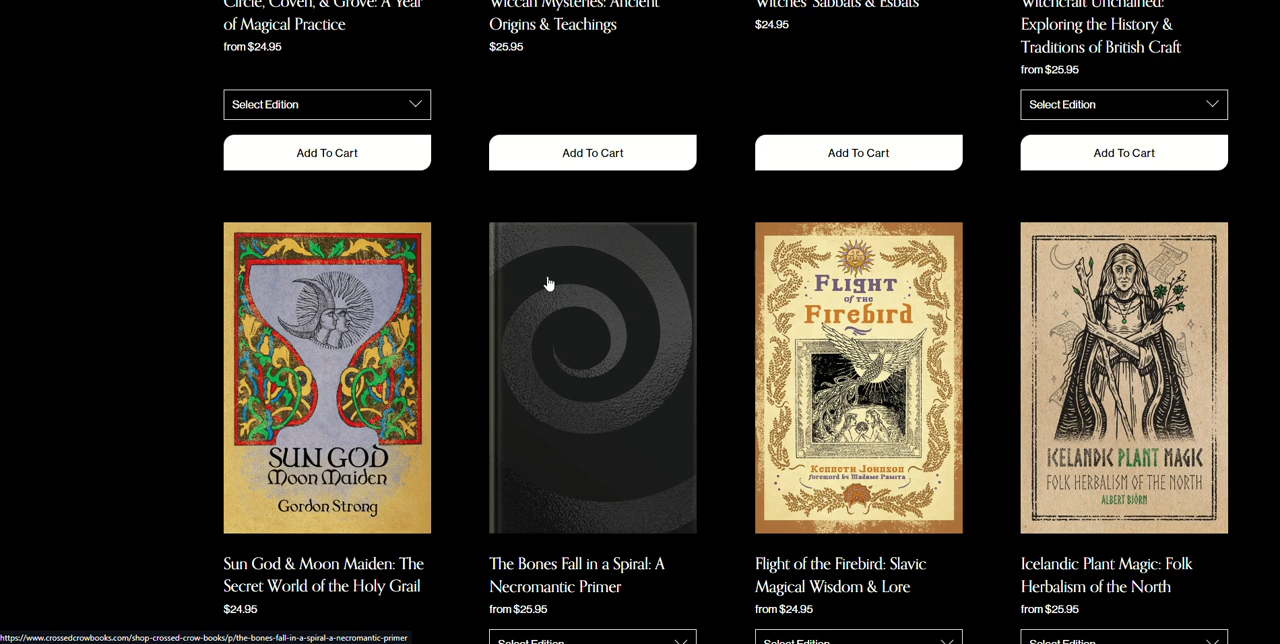 Circle, Coven, & Grove: A Year
of Magical Practice
from $24.95
Select Edition
Add To Cart
Wiccan Mysteries: Ancient
Origins & Teachings
$25.95
Add To Cart
Witches' Sabbats & Esbats
$24.95
Add To Cart
Witchcraft Unchained:
Exploring the History &
Traditions of British Craft
from $25.95
Select Edition
Add To Cart
SUN GOD
Moon Maiden
Gordon Strong
Sun God & Moon Maiden: The
Secret World of the Holy Grail
$24.95
The Bones Fall in a Spiral: A
Necromantic Primer
from $25.95
Select Edition
Flight
of the
Firebird
Kenneth Johnson
foreword by Madame Pamita
Flight of the Firebird: Slavic
Magical Wisdom & Lore
from $24.95
Select Edition
ICELANDIC PLANT MAGIC
FOLK HERBALISM OF THE NORTH
ALBERT BJÖRN
Icelandic Plant Magic: Folk
Herbalism of the North
from $25.95
Select Edition
https://www.crossedcrowbooks.com/shop-crossed-crow-books/p/the-bones-fall-in-a-spiral-a-necromantic-primer